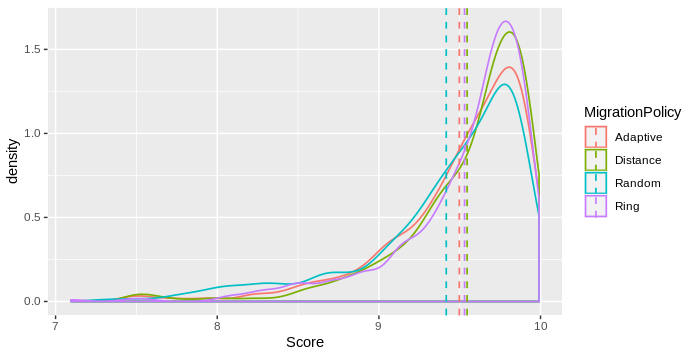 density
1.5
1.0
0.5
0.0
7
8
9
10
Score
MigrationPolicy
Adaptive
Distance
Random
Ring